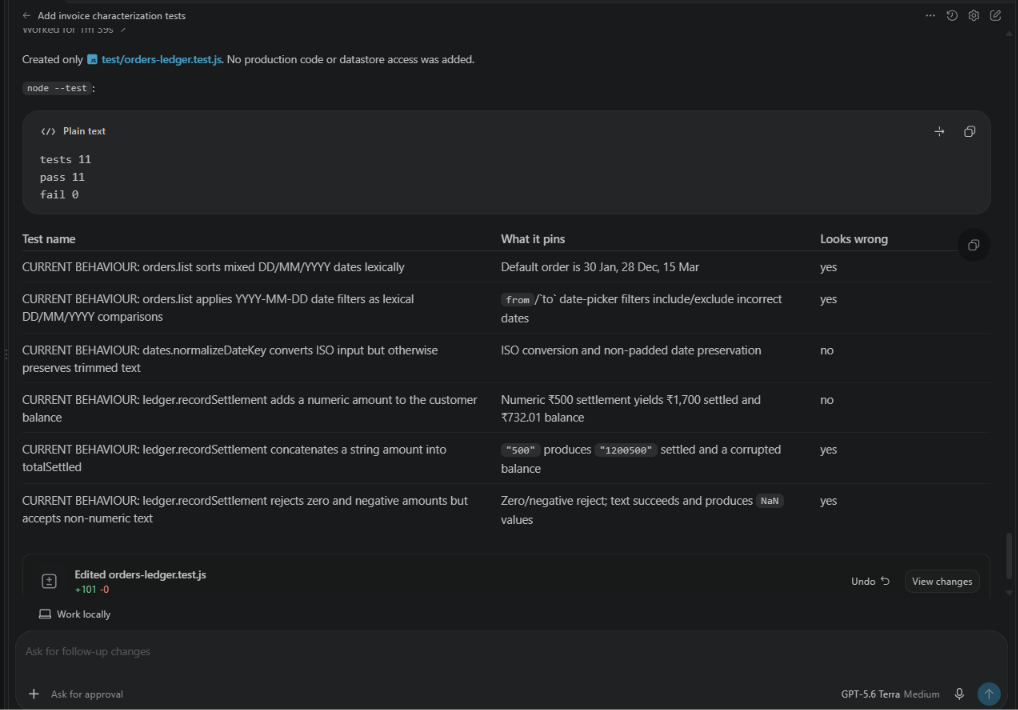 ← Add invoice characterization tests
Worked for 1m 39s
Created only test/orders-ledger.test.js. No production code or datastore access was added.
node --test :
</> Plain text
tests 11
pass 11
fail 0
Test name What it pins Looks wrong
CURRENT BEHAVIOUR: orders.list sorts mixed DD/MM/YYYY dates lexically Default order is 30 Jan, 28 Dec, 15 Mar yes
CURRENT BEHAVIOUR: orders.list applies YYYY-MM-DD date filters as lexical from /`to` date-picker filters include/exclude incorrect yes
DD/MM/YYYY comparisons dates
CURRENT BEHAVIOUR: dates.normalizeDateKey converts ISO input but otherwise ISO conversion and non-padded date preservation no
preserves trimmed text
CURRENT BEHAVIOUR: ledger.recordSettlement adds a numeric amount to the customer Numeric ₹500 settlement yields ₹1,700 settled and no
balance ₹732.01 balance
CURRENT BEHAVIOUR: ledger.recordSettlement concatenates a string amount into "500" produces "1200500" settled and a corrupted yes
totalSettled balance
CURRENT BEHAVIOUR: ledger.recordSettlement rejects zero and negative amounts but Zero/negative reject; text succeeds and produces NaN yes
accepts non-numeric text values
Edited orders-ledger.test.js
+101 -0
Undo View changes
Work locally
Ask for follow-up changes
+ Ask for approval GPT-5.6 Terra Medium